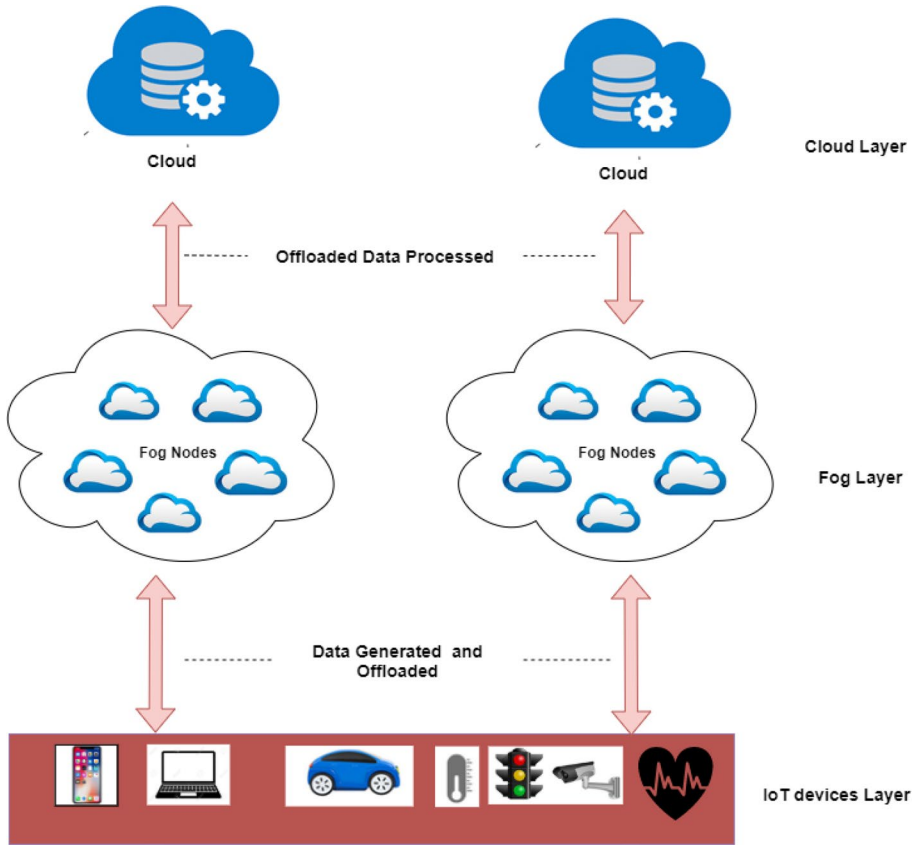 Cloud
Cloud
Cloud Layer
Offloaded Data Processed
Fog Nodes
Fog Nodes
Fog Layer
Data Generated and
Offloaded
IoT devices Layer